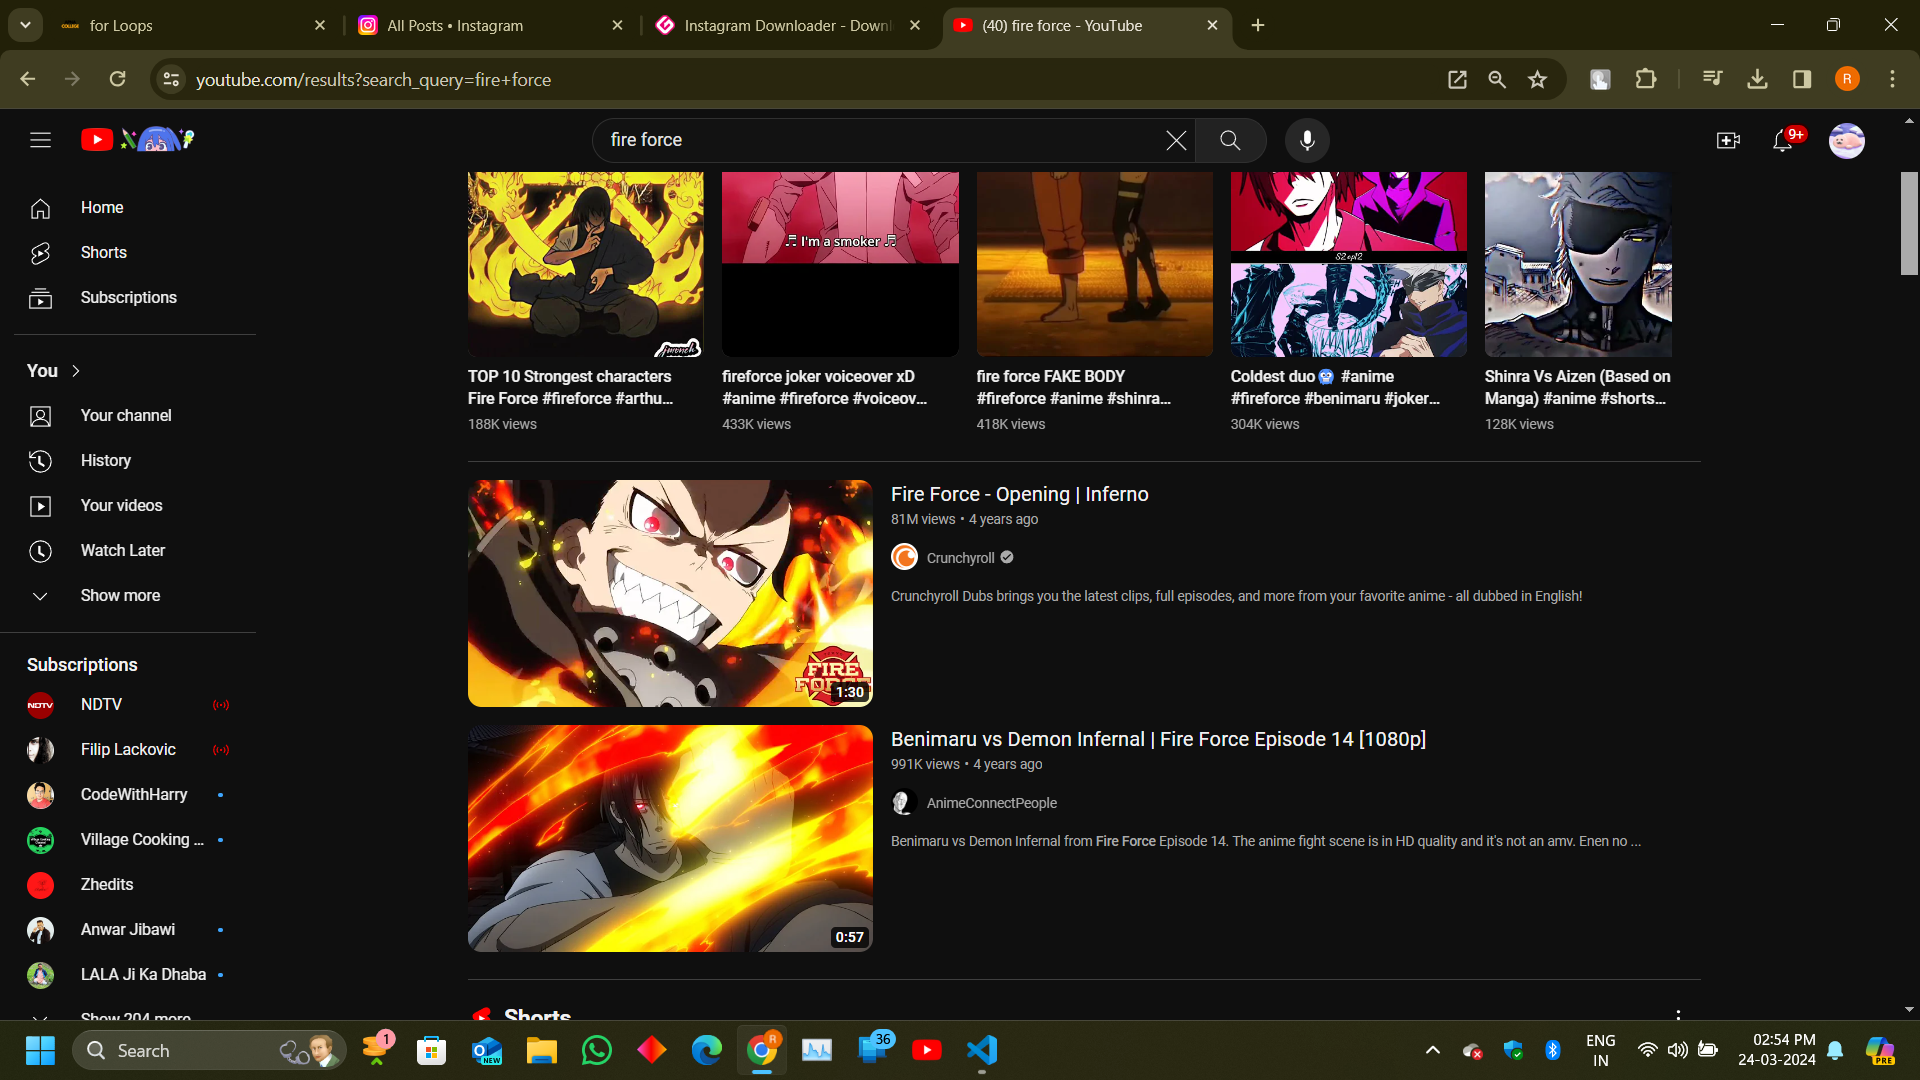 for Loops
All Posts • Instagram
Instagram Downloader - Down
(40) fire force - YouTube
youtube.com/results?search_query=fire+force
R
fire force
9+
Home
Shorts
Subscriptions
You
Your channel
History
Your videos
Watch Later
Show more
Subscriptions
NDTV
NDTV
Filip Lackovic
CodeWithHarry
Village Cooking ...
Zhedits
Anwar Jibawi
LALA Ji Ka Dhaba
Show 204 more
♬ I'm a smoker ♬
S2 ep12
JIGSAW
TOP 10 Strongest characters
Fire Force #fireforce #arthu...
188K views
fireforce joker voiceover xD
#anime #fireforce #voiceov...
433K views
fire force FAKE BODY
#fireforce #anime #shinra...
418K views
Coldest duo🥶 #anime
#fireforce #benimaru #joker...
304K views
Shinra Vs Aizen (Based on
Manga) #anime #shorts...
128K views
FIRE
FORCE
1:30
Fire Force - Opening | Inferno
81M views • 4 years ago
Crunchyroll
Crunchyroll Dubs brings you the latest clips, full episodes, and more from your favorite anime - all dubbed in English!
0:57
Benimaru vs Demon Infernal | Fire Force Episode 14 [1080p]
991K views • 4 years ago
AnimeConnectPeople
Benimaru vs Demon Infernal from Fire Force Episode 14. The anime fight scene is in HD quality and it's not an amv. Enen no ...
Shorts
Search
1
NEW
R
36
ENG
IN
02:54 PM
24-03-2024
PRE